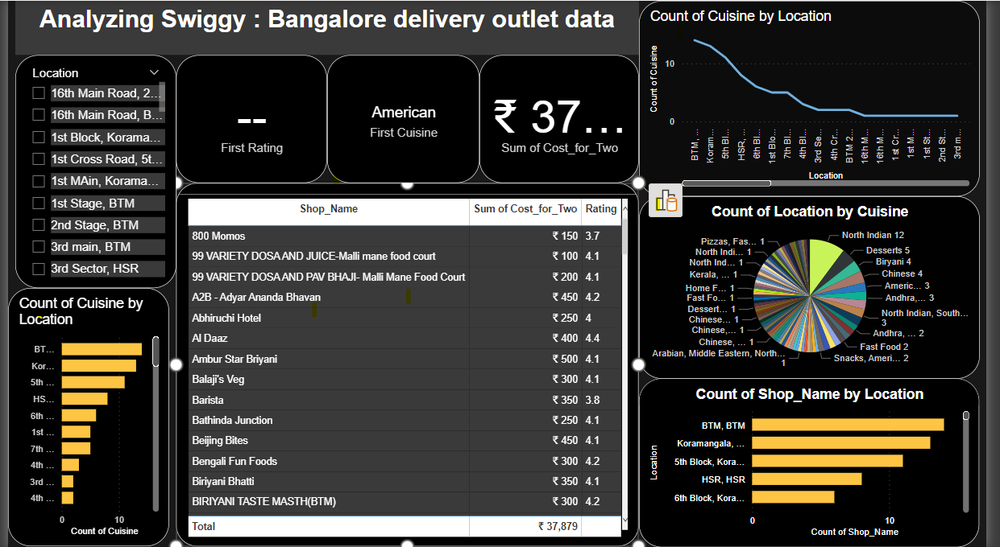 Analyzing Swiggy : Bangalore delivery outlet data
Location
16th Main Road, 2...
16th Main Road, B...
1st Block, Korama...
1st Cross Road, 5t...
1st MAin, Korama...
1st Stage, BTM
2nd Stage, BTM
3rd main, BTM
3rd Sector, HSR
--
First Rating
American
First Cuisine
₹ 37...
Sum of Cost_for_Two
Count of Cuisine by Location
Count of Cuisine
10
0
BTM, ...
Koram...
5th Bl...
HSR, ...
6th Bl...
1st Blo...
7th Bl...
4th Bl...
3rd Se...
4th Cr...
BTM 2...
16th M...
16th M...
1st Cr...
1st M...
1st St...
2nd St...
3rd m...
Location
Count of Cuisine by
Location
BT...
Kor...
5th ...
HS...
6th ...
1st ...
7th ...
4th ...
3rd ...
4th ...
0 10
Count of Cuisine
Shop_Name Sum of Cost_for_Two Rating
800 Momos ₹ 150 3.7
99 VARIETY DOSA AND JUICE-Malli mane food court ₹ 100 4.1
99 VARIETY DOSA AND PAV BHAJI- Malli Mane Food Court ₹ 200 4.1
A2B - Adyar Ananda Bhavan ₹ 450 4.2
Abhiruchi Hotel ₹ 250 4
Al Daaz ₹ 400 4.4
Ambur Star Briyani ₹ 500 4.1
Balaji's Veg ₹ 300 4.1
Barista ₹ 350 3.8
Bathinda Junction ₹ 250 4.1
Beijing Bites ₹ 450 4.1
Bengali Fun Foods ₹ 300 4.2
Biriyani Bhatti ₹ 350 4.1
BIRIYANI TASTE MASTH(BTM) ₹ 300 4.2
Total ₹ 37,879
Count of Location by Cuisine
North Indian 12
Desserts 5
Biryani 4
Chinese 4
Americ... 3
Andhra,... 3
North Indian, South...
3
Andhra, ... 2
Fast Food 2
Snacks, Ameri... 2
Pizzas, Fas... 1
North Indi... 1
North Ind... 1
Kerala, ... 1
Home F... 1
Fast Fo... 1
Dessert... 1
Chinese... 1
Chinese,... 1
Chinese, ... 1
Arabian, Middle Eastern, North...
1
Count of Shop_Name by Location
Location
BTM, BTM
Koramangala, ...
5th Block, Kora...
HSR, HSR
6th Block, Kora...
0 10
Count of Shop_Name